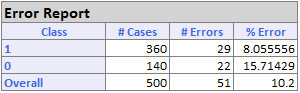 Error Report
Class # Cases # Errors % Error
1 360 29 8.055556
0 140 22 15.71429
Overall 500 51 10.2